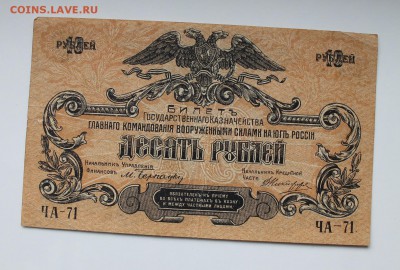 COINS.LAVE.RU
10 РУБЛЕЙ
10 РУБЛЕЙ
БИЛЕТЪ
ГОСУДАРСТВЕННАГО КАЗНАЧЕЙСТВА
ГЛАВНАГО КОМАНДОВАНІЯ ВООРУЖЕННЫМИ СИЛАМИ НА ЮГѢ РОССІИ
ДЕСЯТЬ РУБЛЕЙ
НАЧАЛЬНИКЪ УПРАВЛЕНІЯ ФИНАНСОВЪ
НАЧАЛЬНИКЪ КРЕДИТНОЙ ЧАСТИ
ОБЯЗАТЕЛЕНЪ КЪ ПРІЕМУ
ВО ВСѢХЪ ПЛАТЕЖАХЪ ВЪ КАЗНУ
И МЕЖДУ ЧАСТНЫМИ ЛИЦАМИ.
ЧА-71
ЧА-71